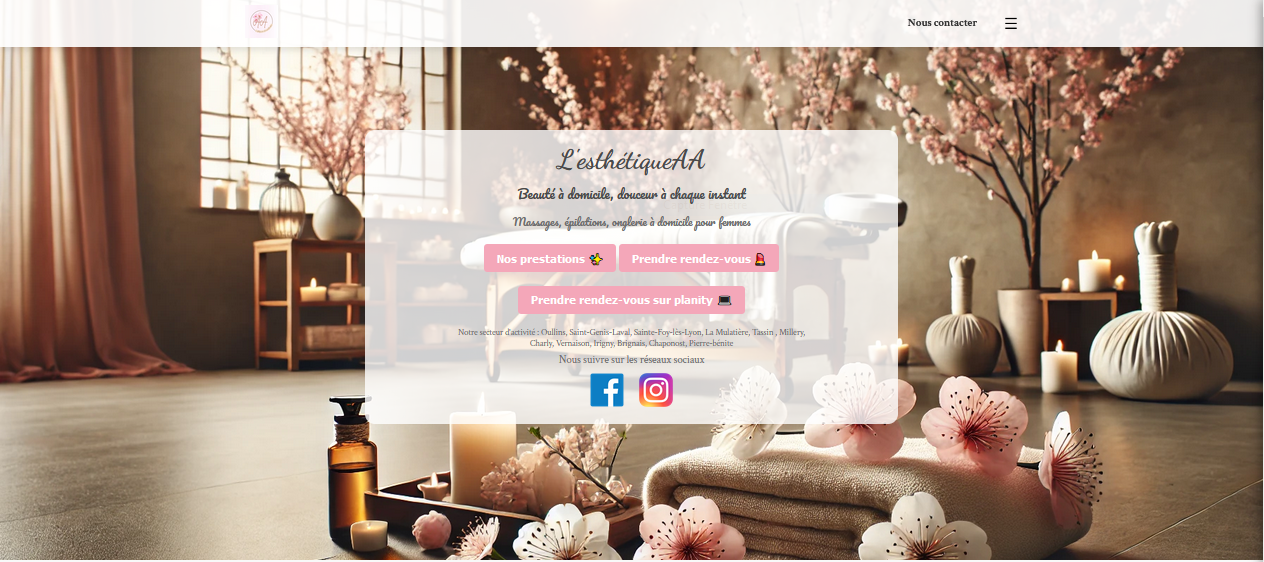 Nous contacter
L'esthétiqueAA
Beauté à domicile, douceur à chaque instant
Massages, épilations, onglerie à domicile pour femmes
Nos prestations
Prendre rendez-vous
Prendre rendez-vous sur planity
Notre secteur d'activité : Oullins, Saint-Genis-Laval, Sainte-Foy-lès-Lyon, La Mulatière, Tassin , Millery,
Charly, Vernaison, Irigny, Brignais, Chaponost, Pierre-bénite
Nous suivre sur les réseaux sociaux